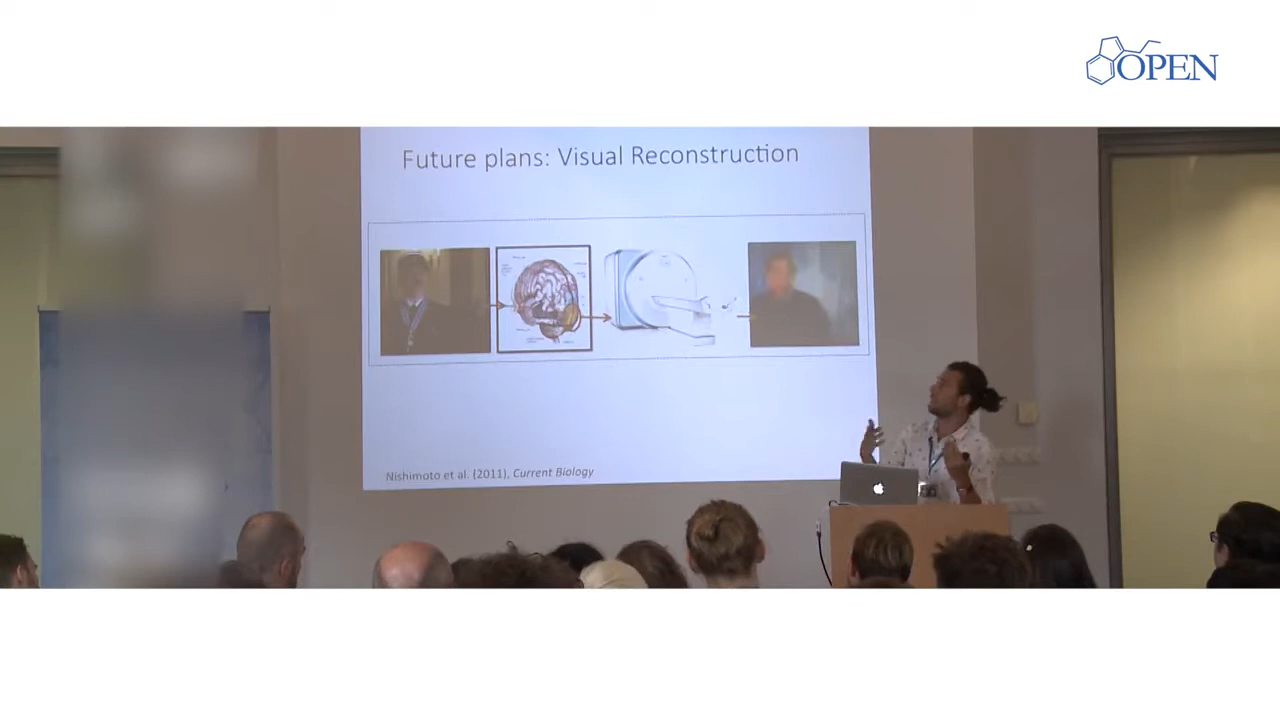 OPEN
Future plans: Visual Reconstruction
Nishimoto et al. (2011), Current Biology